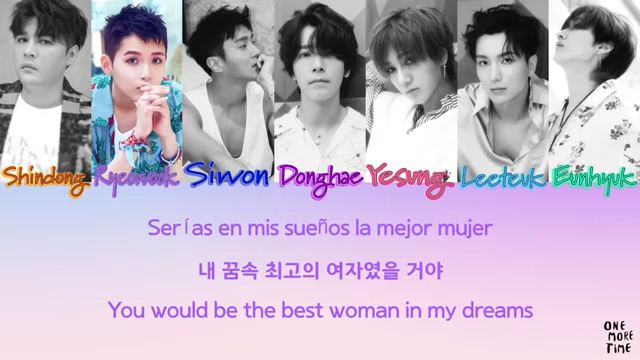 Shindong Ryeowook Siwon Donghae Yesung Leeteuk Eunhyuk
Serías en mis sueños la mejor mujer
내 꿈속 최고의 여자였을 거야
You would be the best woman in my dreams
ONE
MORE
TIME